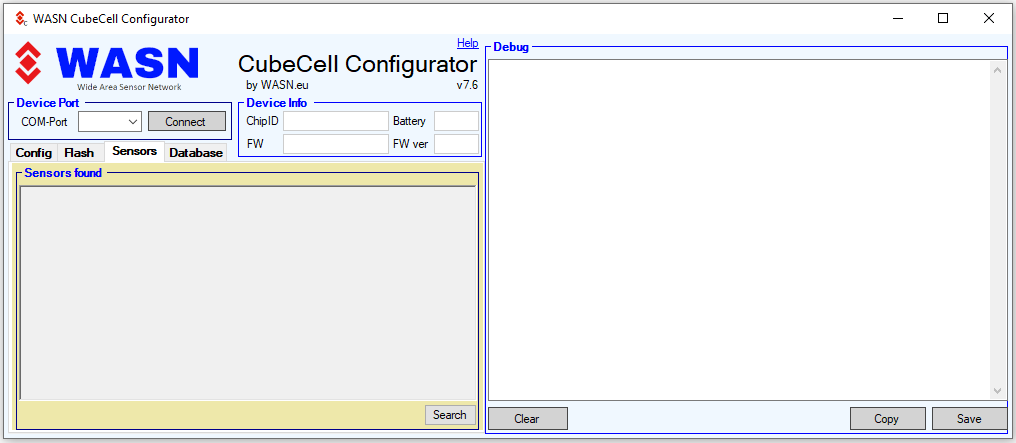 WASN CubeCell Configurator
WASN
Wide Area Sensor Network
Help
CubeCell Configurator
by WASN.eu
v7.6
Device Port
COM-Port
Connect
Device Info
ChipID
Battery
FW
FW ver
Config
Flash
Sensors
Database
Sensors found
Search
Debug
Clear
Copy
Save